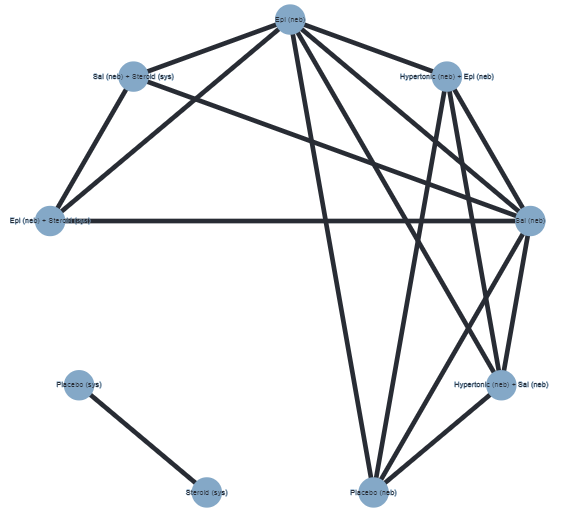 Epi (neb)
Sal (neb) + Steroid (sys)
Hypertonic (neb) + Epi (neb)
Epi (neb) + Steroid (sys)
Sal (neb)
Placebo (sys)
Hypertonic (neb) + Sal (neb)
Steroid (sys)
Placebo (neb)